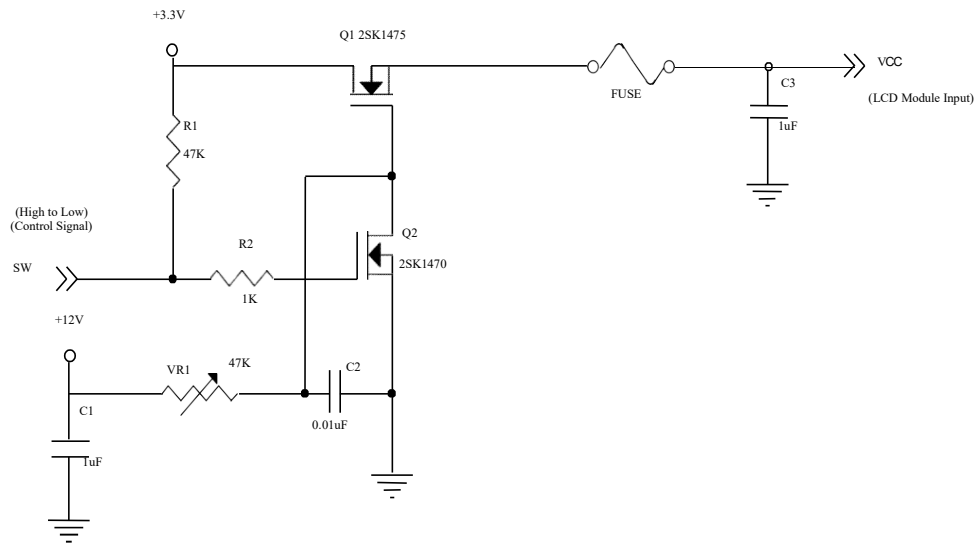 +3.3V
Q1 2SK1475
VCC
FUSE
C3
(LCD Module Input)
1uF
R1
47K
(High to Low)
(Control Signal)
Q2
R2
SW
2SK1470
1K
+12V
VR1
47K
C2
C1
0.01uF
1uF